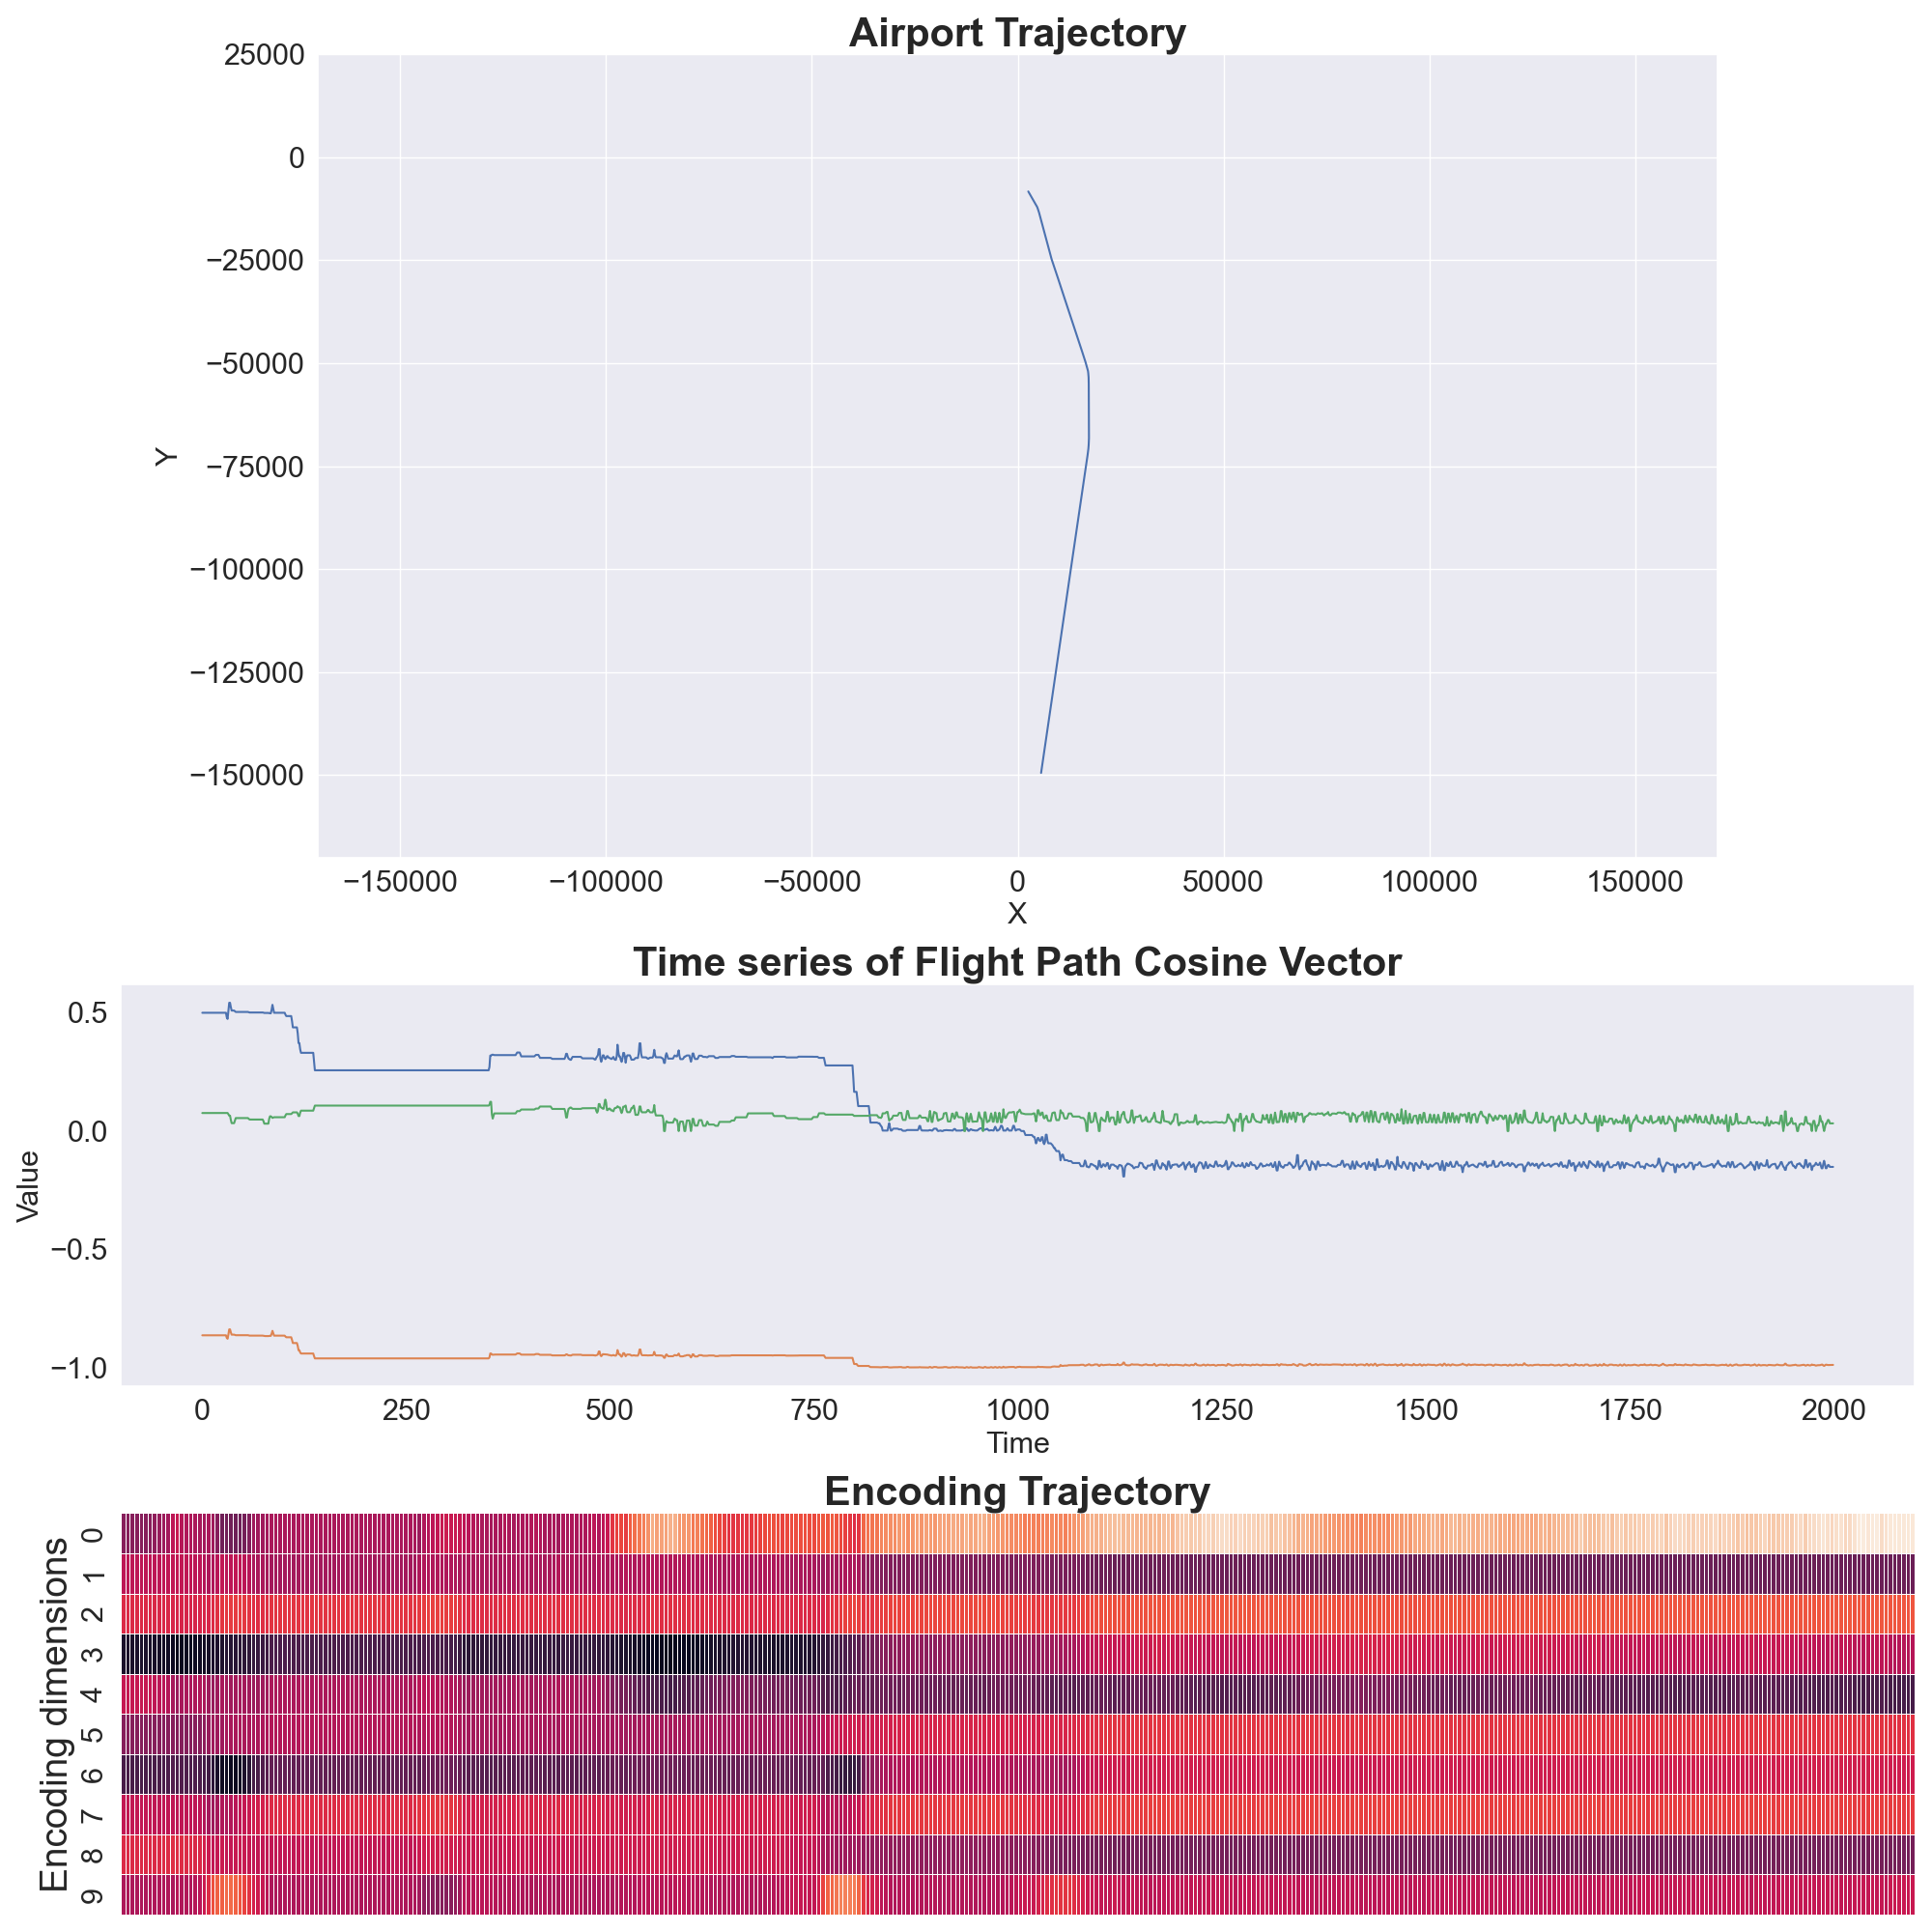 Airport Trajectory
25000
0
−25000
−50000
−75000
−100000
−125000
−150000
Y
−150000 −100000 −50000 0 50000 100000 150000
X
Time series of Flight Path Cosine Vector
0.5
0.0
−0.5
−1.0
Value
0 250 500 750 1000 1250 1500 1750 2000
Time
Encoding Trajectory
Encoding dimensions
0
1
2
3
4
5
6
7
8
9